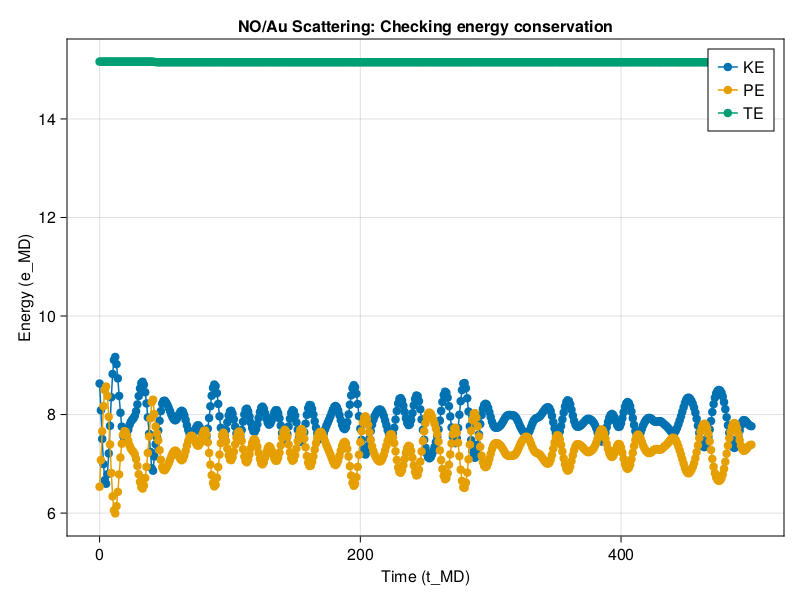 NO/Au Scattering: Checking energy conservation
KE
PE
TE
14
12
10
8
6
Energy (e_MD)
0
200
400
Time (t_MD)